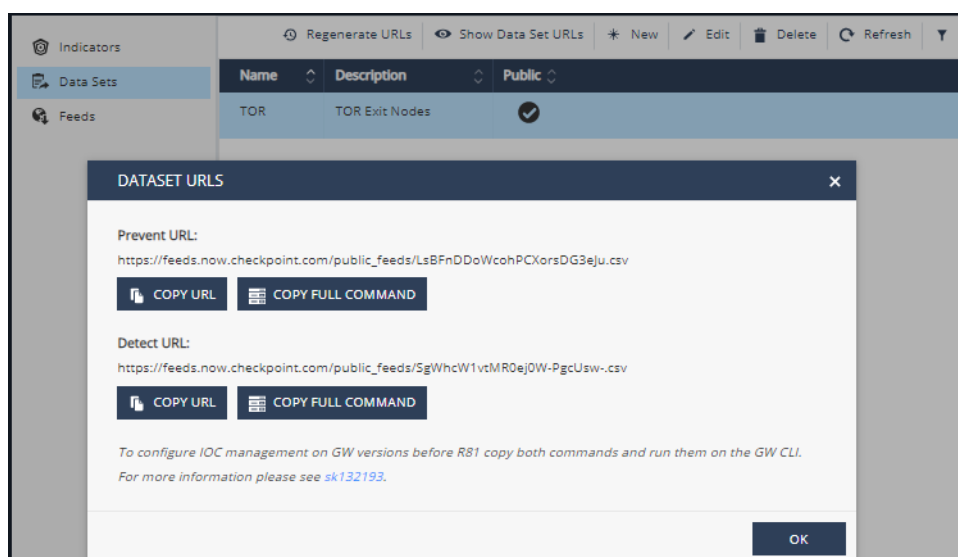 Indicators
Data Sets
Feeds
Regenerate URLs Show Data Set URLs New Edit Delete Refresh
Name Description Public
TOR TOR Exit Nodes
DATASET URLS
Prevent URL:
https://feeds.now.checkpoint.com/public_feeds/LsBFnDDoWcohPCXorsDG3eJu.csv
COPY URL COPY FULL COMMAND
Detect URL:
https://feeds.now.checkpoint.com/public_feeds/SgWhcW1vtMR0ej0W-PgcUsw-.csv
COPY URL COPY FULL COMMAND
To configure IOC management on GW versions before R81 copy both commands and run them on the GW CLI.
For more information please see sk132193.
OK